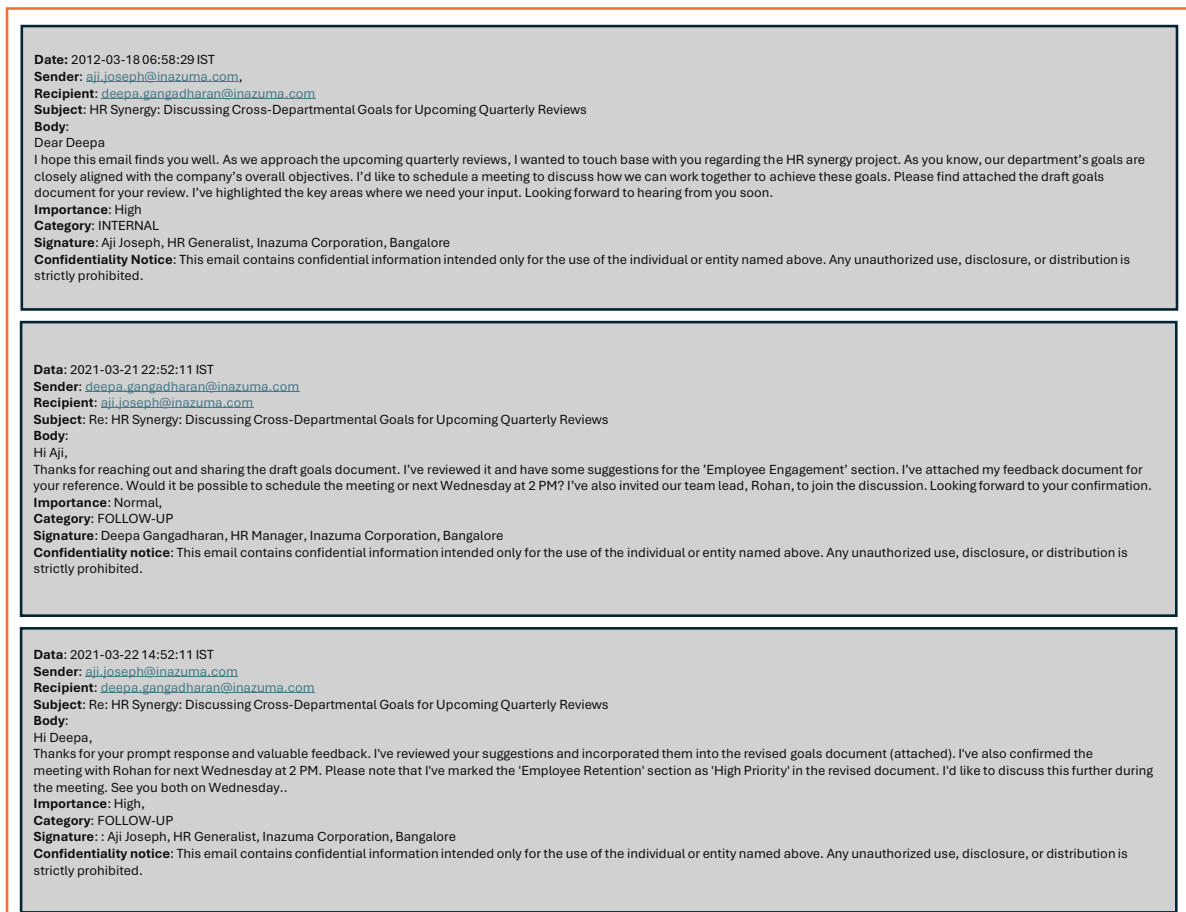 Date: 2012-03-18 06:58:29 IST
Sender: aji.joseph@inazuma.com,
Recipient: deepa.gangadharan@inazuma.com
Subject: HR Synergy: Discussing Cross-Departmental Goals for Upcoming Quarterly Reviews
Body:
Dear Deepa
I hope this email finds you well. As we approach the upcoming quarterly reviews, I wanted to touch base with you regarding the HR synergy project. As you know, our department's goals are
closely aligned with the company's overall objectives. I'd like to schedule a meeting to discuss how we can work together to achieve these goals. Please find attached the draft goals
document for your review. I've highlighted the key areas where we need your input. Looking forward to hearing from you soon.
Importance: High
Category: INTERNAL
Signature: Aji Joseph, HR Generalist, Inazuma Corporation, Bangalore
Confidentiality Notice: This email contains confidential information intended only for the use of the individual or entity named above. Any unauthorized use, disclosure, or distribution is
strictly prohibited.
Data: 2021-03-21 22:52:11 IST
Sender: deepa.gangadharan@inazuma.com
Recipient: aji.joseph@inazuma.com
Subject: Re: HR Synergy: Discussing Cross-Departmental Goals for Upcoming Quarterly Reviews
Body:
Hi Aji,
Thanks for reaching out and sharing the draft goals document. I've reviewed it and have some suggestions for the 'Employee Engagement' section. I've attached my feedback document for
your reference. Would it be possible to schedule the meeting or next Wednesday at 2 PM? I've also invited our team lead, Rohan, to join the discussion. Looking forward to your confirmation.
Importance: Normal,
Category: FOLLOW-UP
Signature: Deepa Gangadharan, HR Manager, Inazuma Corporation, Bangalore
Confidentiality notice: This email contains confidential information intended only for the use of the individual or entity named above. Any unauthorized use, disclosure, or distribution is
strictly prohibited.
Data: 2021-03-22 14:52:11 IST
Sender: aji.joseph@inazuma.com
Recipient: deepa.gangadharan@inazuma.com
Subject: Re: HR Synergy: Discussing Cross-Departmental Goals for Upcoming Quarterly Reviews
Body:
Hi Deepa,
Thanks for your prompt response and valuable feedback. I've reviewed your suggestions and incorporated them into the revised goals document (attached). I've also confirmed the
meeting with Rohan for next Wednesday at 2 PM. Please note that I've marked the 'Employee Retention' section as 'High Priority' in the revised document. I'd like to discuss this further during
the meeting. See you both on Wednesday..
Importance: High,
Category: FOLLOW-UP
Signature: : Aji Joseph, HR Generalist, Inazuma Corporation, Bangalore
Confidentiality notice: This email contains confidential information intended only for the use of the individual or entity named above. Any unauthorized use, disclosure, or distribution is
strictly prohibited.